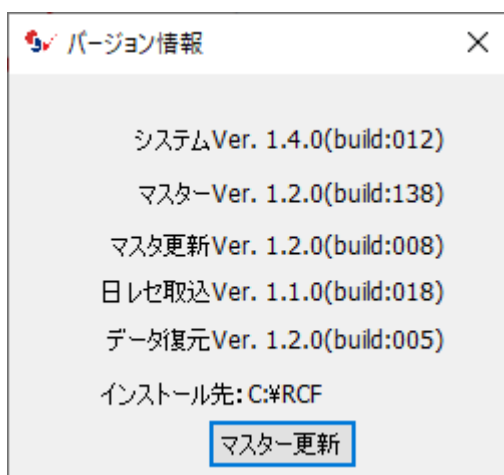 バージョン情報
システムVer. 1.4.0(build:012)
マスターVer. 1.2.0(build:138)
マスタ更新Ver. 1.2.0(build:008)
日レセ取込Ver. 1.1.0(build:018)
データ復元Ver. 1.2.0(build:005)
インストール先: C:¥RCF
マスター更新